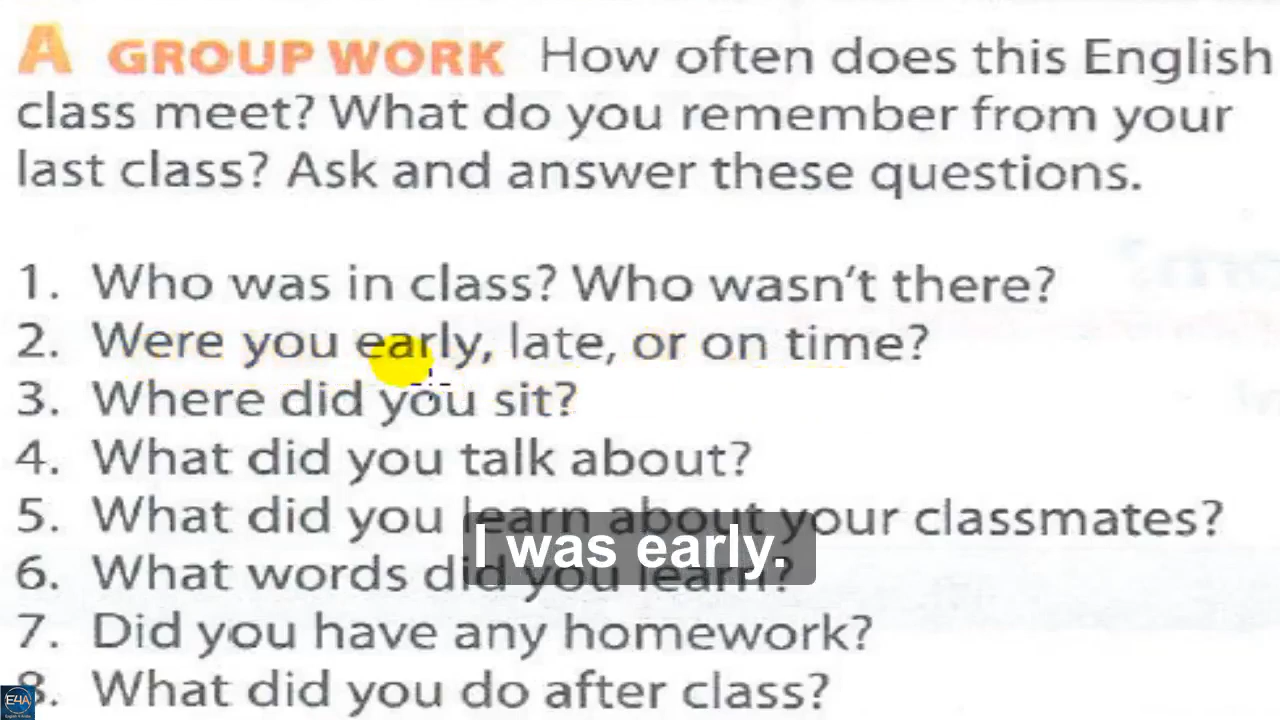 A GROUP WORK How often does this English
class meet? What do you remember from your
last class? Ask and answer these questions.
1. Who was in class? Who wasn't there?
2. Were you early, late, or on time?
3. Where did you sit?
4. What did you talk about?
5. What did you learn about your classmates?
I was early.
6. What words did you learn?
7. Did you have any homework?
8. What did you do after class?
E4A